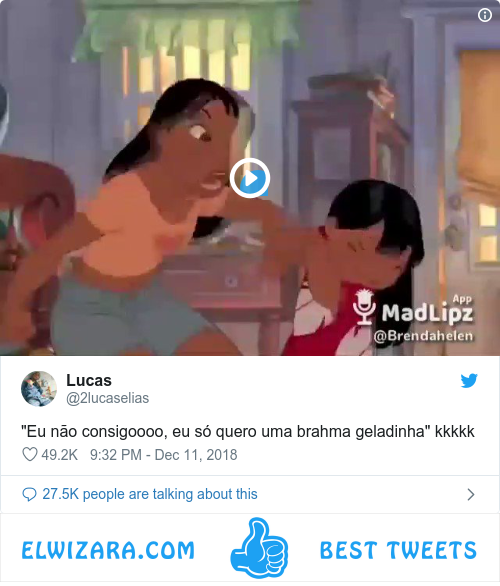 App
MadLipz
@Brendahelen
Lucas
@2lucaselias
"Eu não consigoooo, eu só quero uma brahma geladinha" kkkkk
49.2K 9:32 PM - Dec 11, 2018
27.5K people are talking about this
ELWIZARA.COM BEST TWEETS